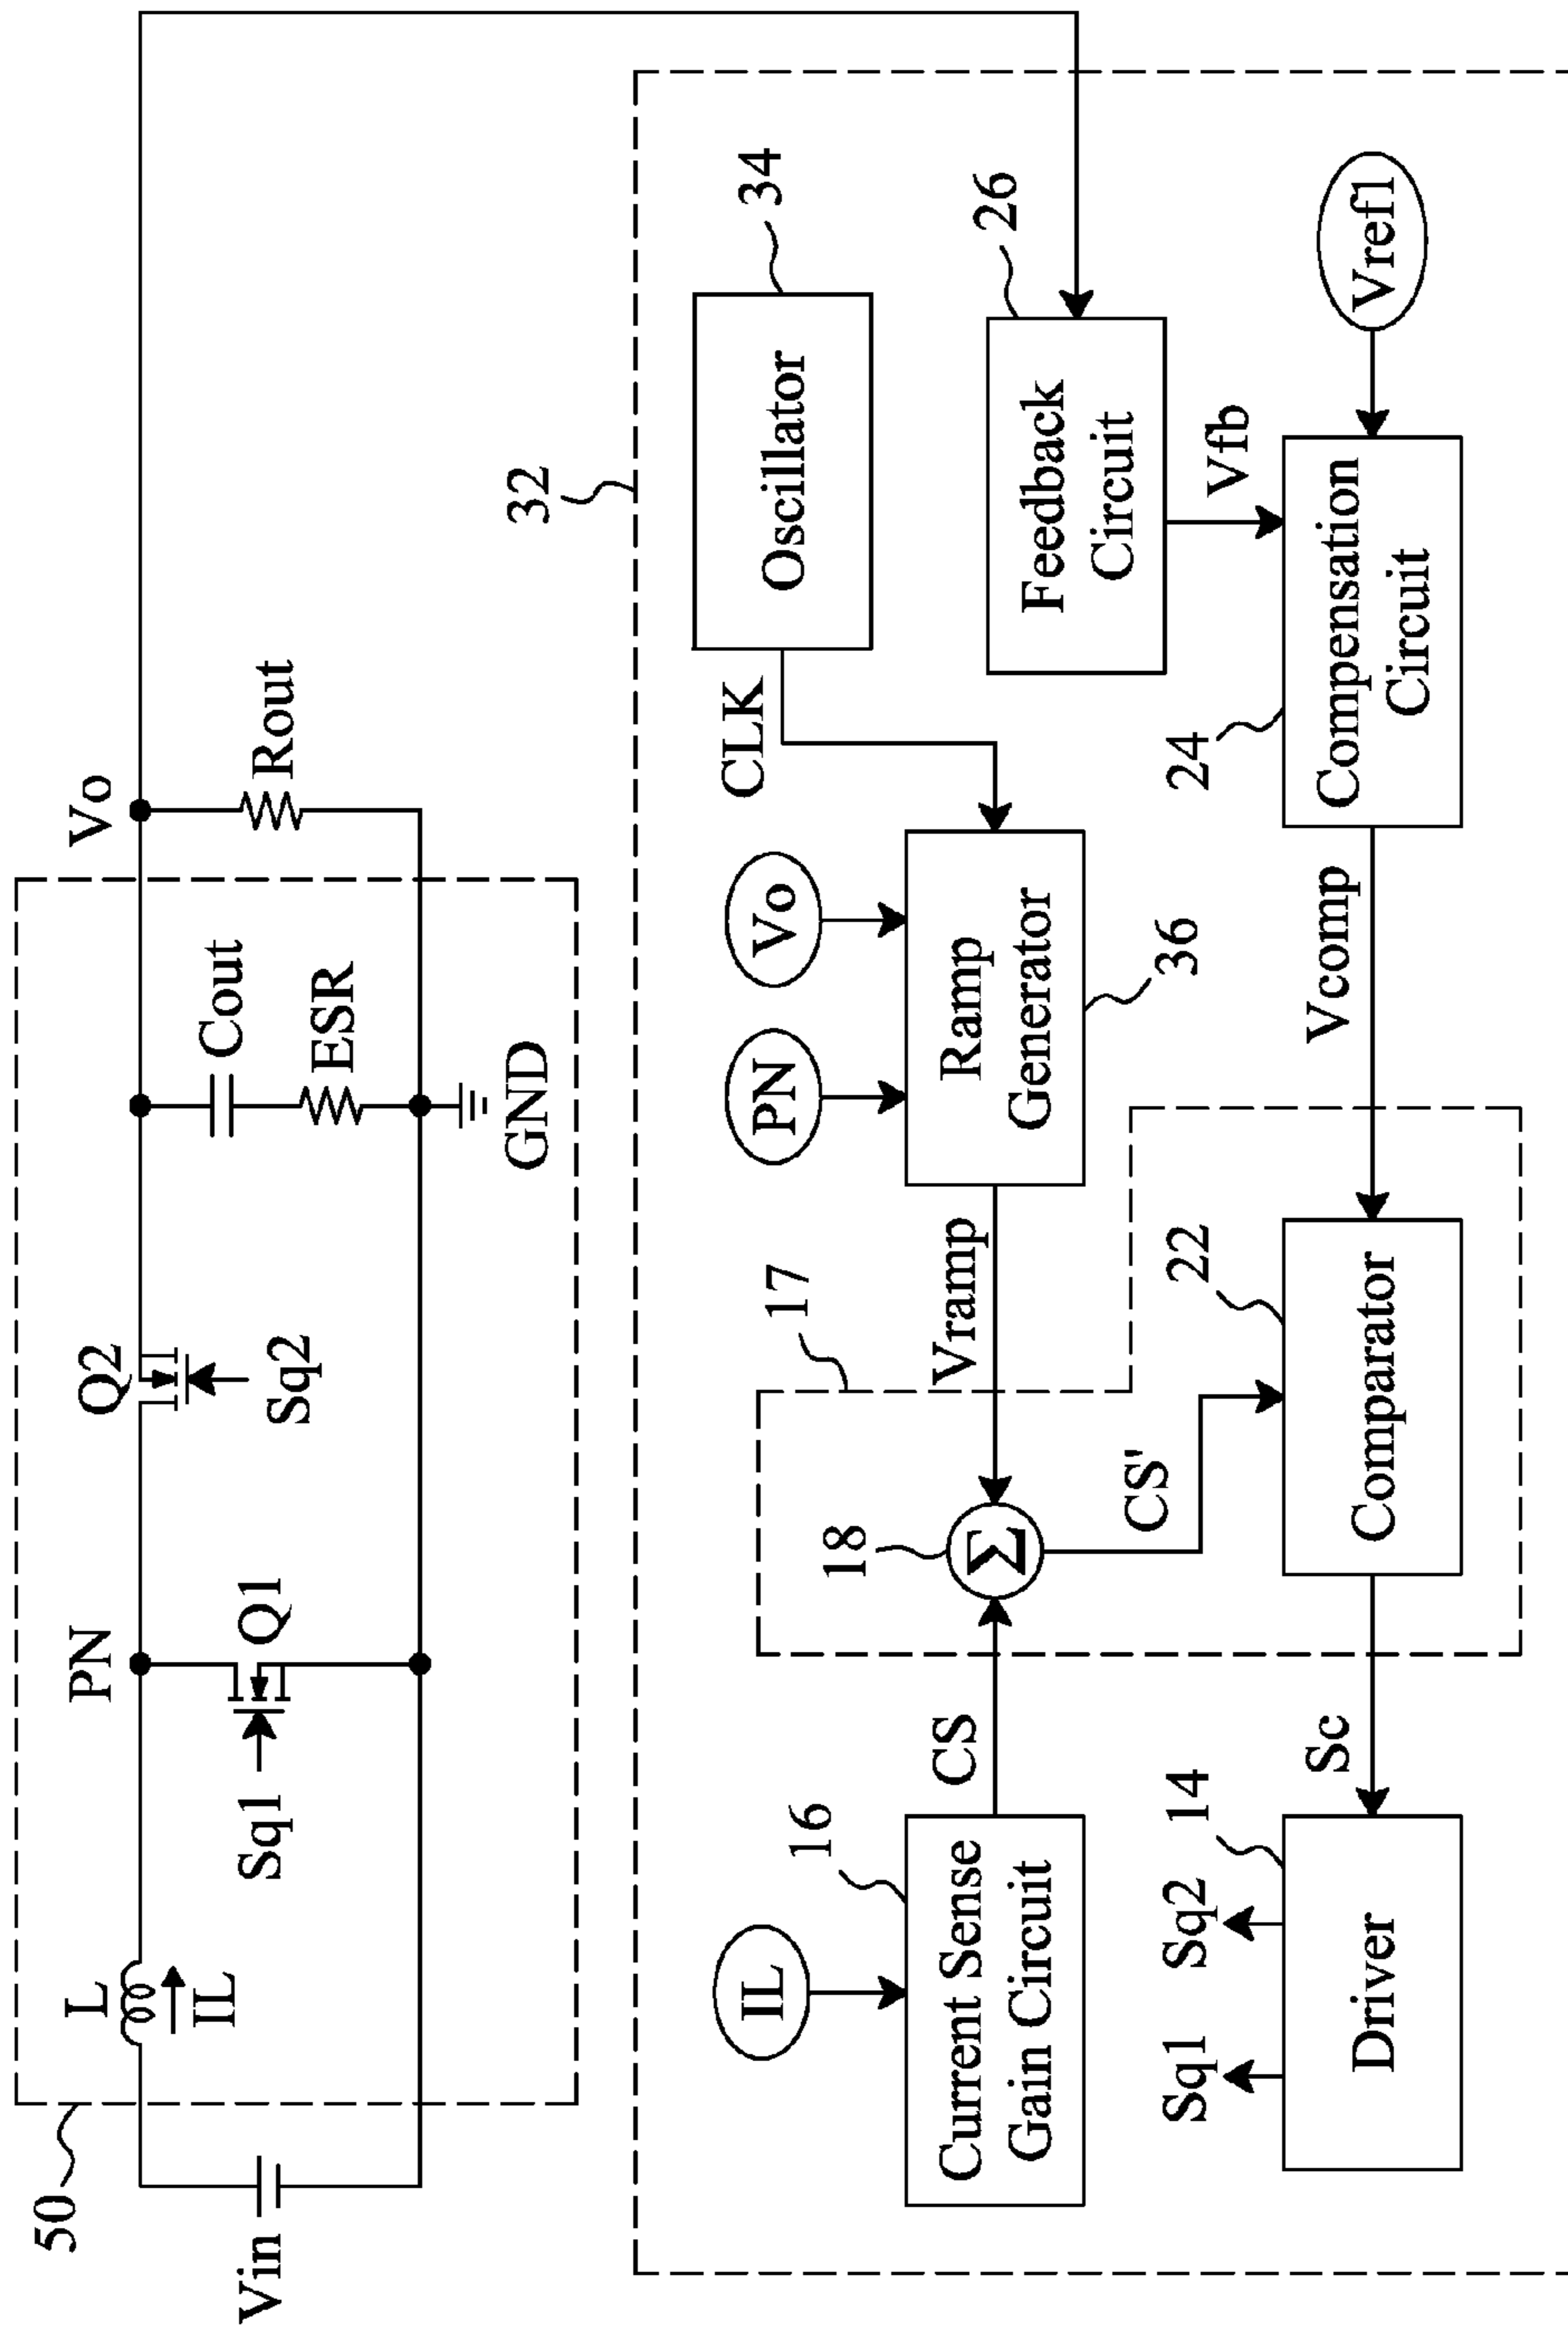 50
L
IL
PN
Q2
Vo
Vin
Sq1
Q1
Sq2
Cout
ESR
GND
Rout
32
IL
16
Current Sense
Gain Circuit
CS
18
Σ
17
Vramp
PN
Vo
Ramp
Generator
36
CLK
Oscillator
34
CS'
Feedback
Circuit
26
Vfb
Sq1
Sq2
14
Driver
Sc
22
Comparator
Vcomp
24
Compensation
Circuit
Vref1